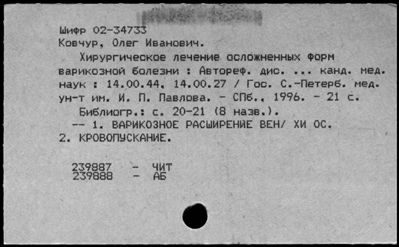 Шифр 02-34733
Ковчур, Олег Иванович.
Хирургическое лечение осложненных форм
варикозной болезни : Автореф. дис. ... канд. мед.
наук : 14.00.44, 14.00.27 / Гос. С.-Петерб. мед.
ун-т им. И. П. Павлова. - СПб., 1996. - 21 с.
Библиогр.: с. 20-21 (8 назв.).
-- 1. ВАРИКОЗНОЕ РАСШИРЕНИЕ ВЕН/ ХИ ОС.
2. КРОВОПУСКАНИЕ.
239887 - ЧИТ
239888 - АБ